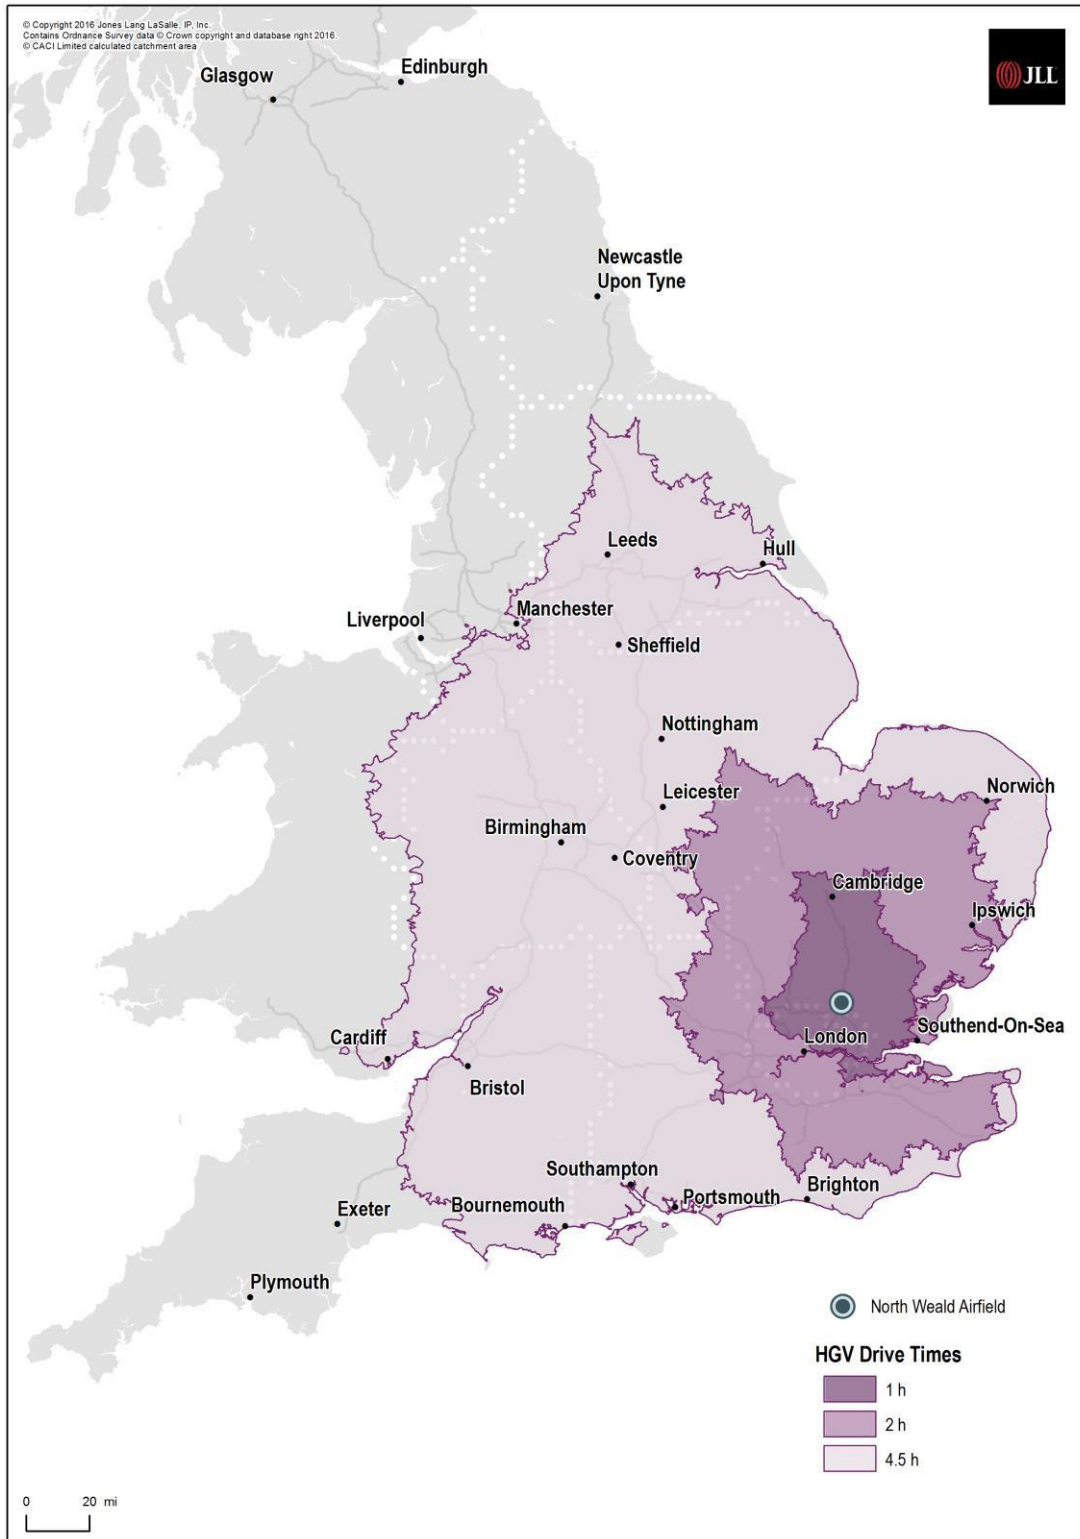 © Copyright 2016 Jones Lang LaSalle, IP, Inc.
Contains Ordnance Survey data © Crown copyright and database right 2016.
© CACI Limited calculated catchment area
JLL
Edinburgh
Glasgow
Newcastle
Upon Tyne
Leeds
Hull
Manchester
Liverpool
Sheffield
Nottingham
Norwich
Leicester
Birmingham
Coventry
Cambridge
Ipswich
Southend-On-Sea
London
Cardiff
Bristol
Southampton
Portsmouth
Brighton
Bournemouth
Exeter
Plymouth
North Weald Airfield
HGV Drive Times
1 h
2 h
4.5 h
0 20 mi